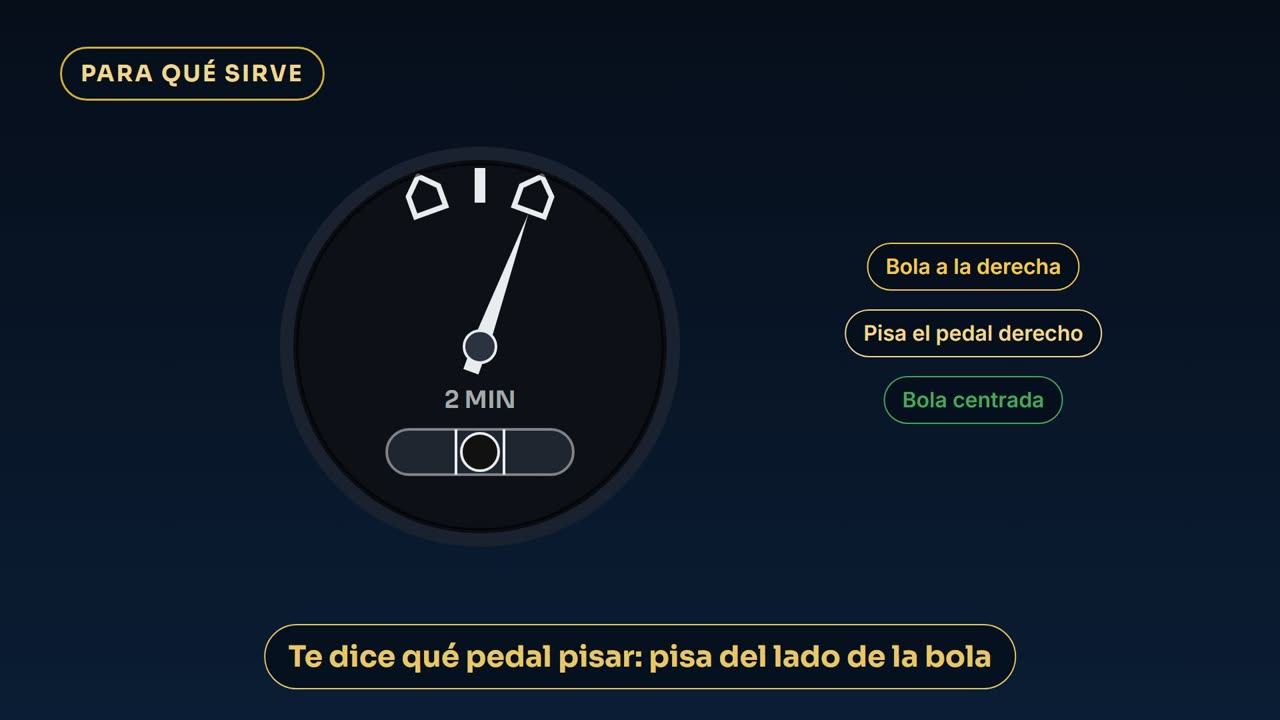 PARA QUÉ SIRVE
2 MIN
Bola a la derecha
Pisa el pedal derecho
Bola centrada
Te dice qué pedal pisar: pisa del lado de la bola